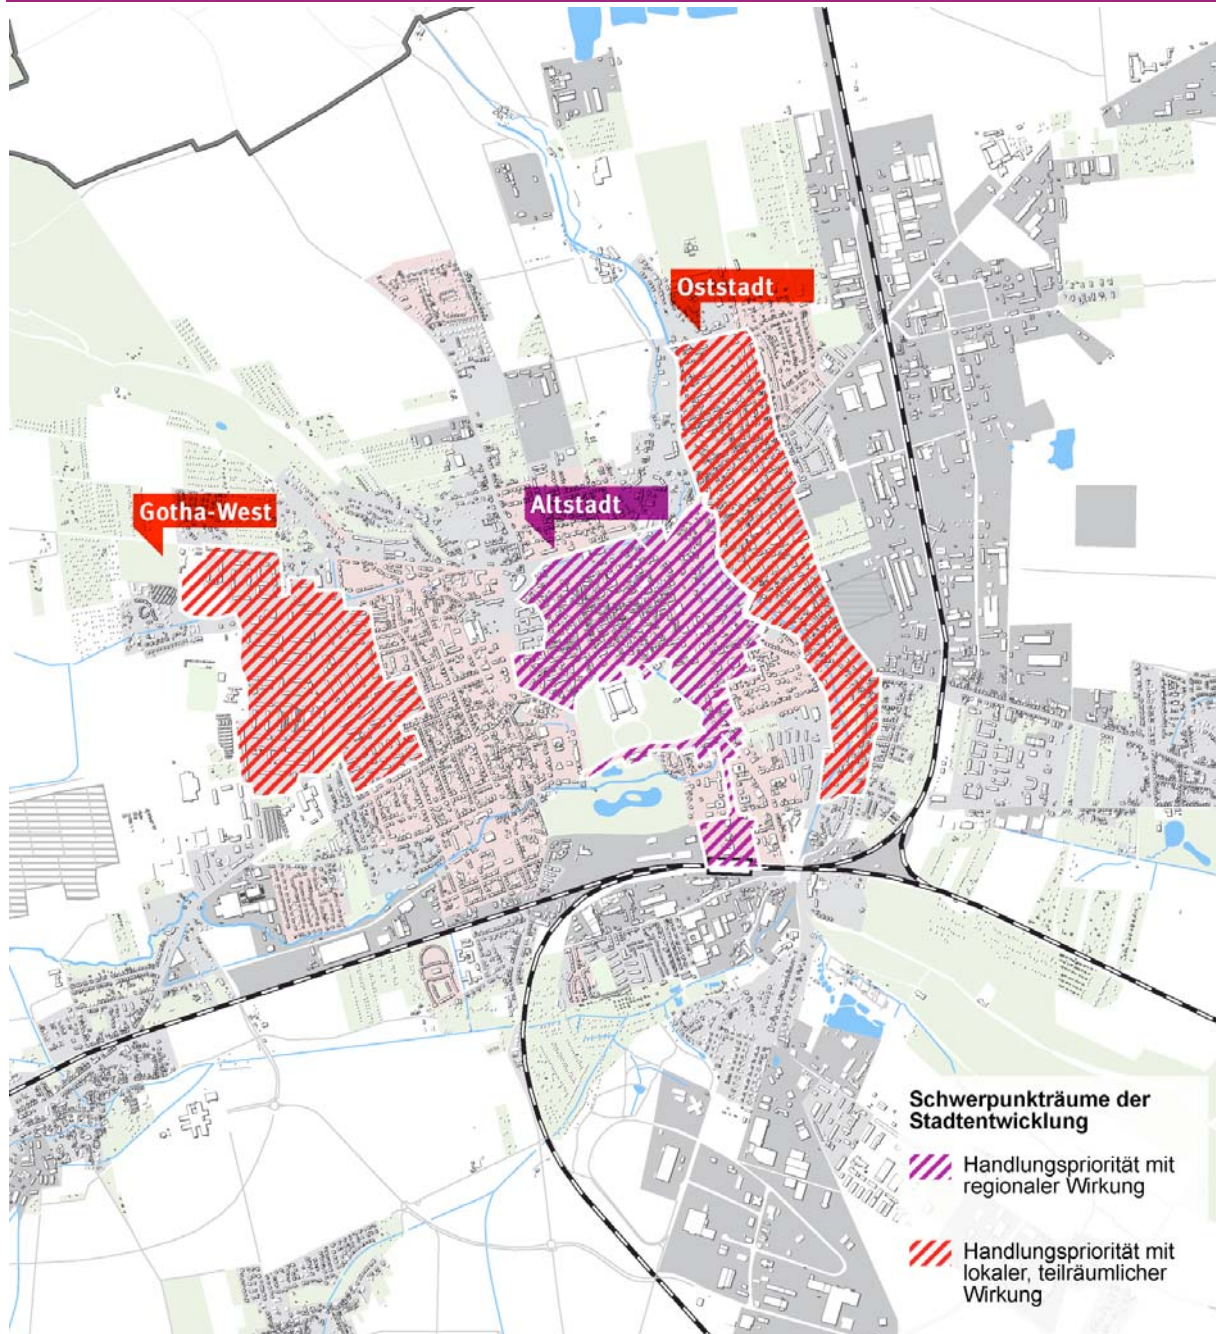 Oststadt
Gotha-West
Altstadt
Schwerpunkträume der
Stadtentwicklung
Handlungspriorität mit
regionaler Wirkung
Handlungspriorität mit
lokaler, teilräumlicher
Wirkung